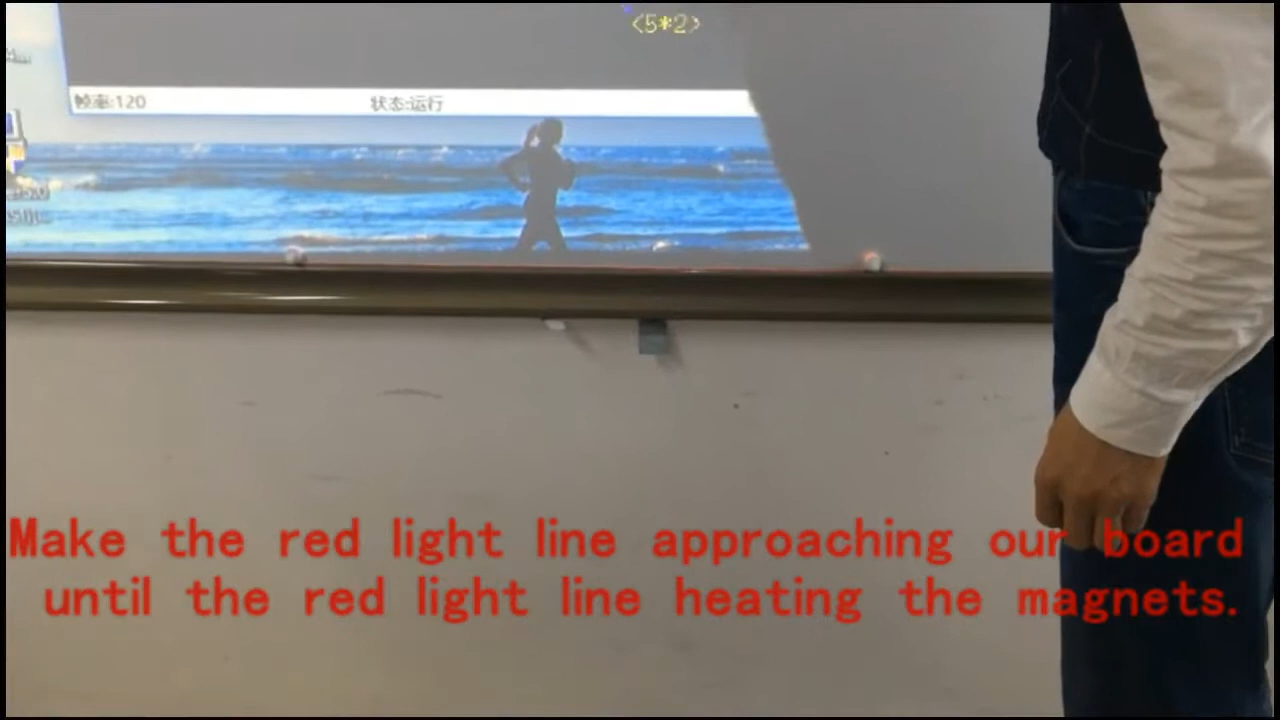 <5*2>
帧率:120
状态:运行
Make the red light line approaching our board
until the red light line heating the magnets.